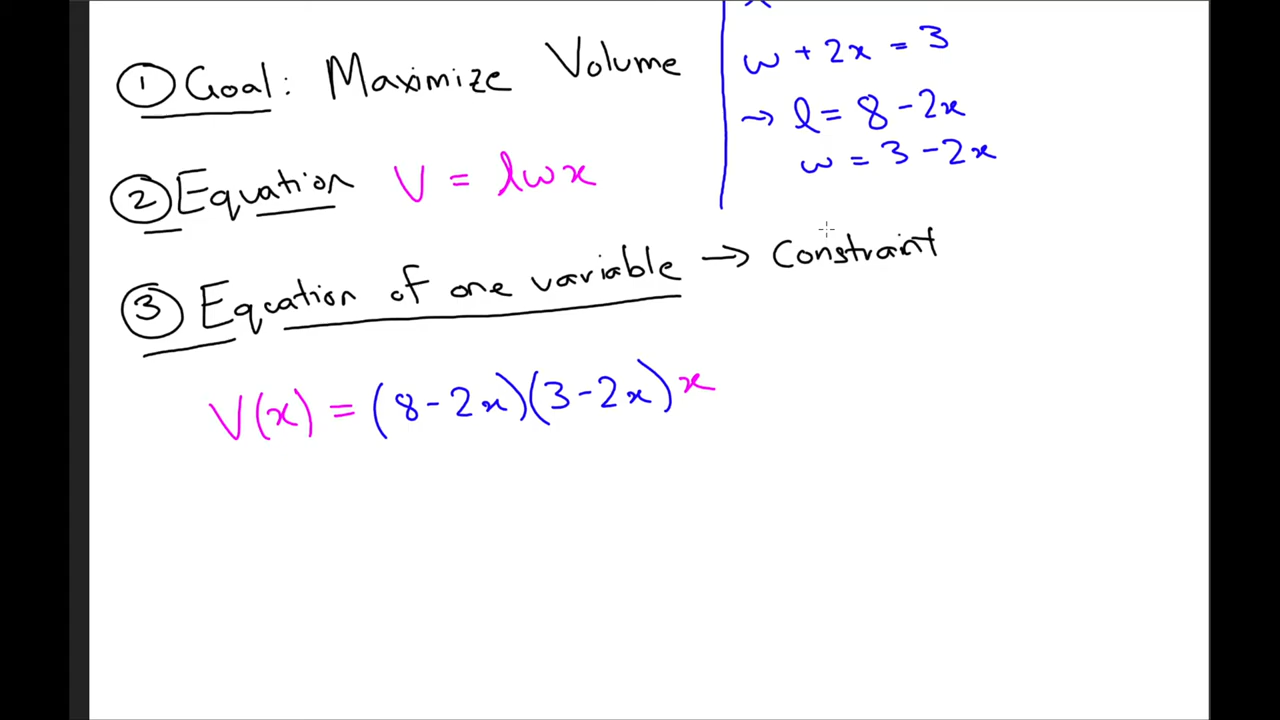 ① Goal: Maximize Volume
② Equation V = lwx
w + 2x = 3
→ l = 8 - 2x
w = 3 - 2x
③ Equation of one variable → Constraint
V(x) = (8-2x)(3-2x)x